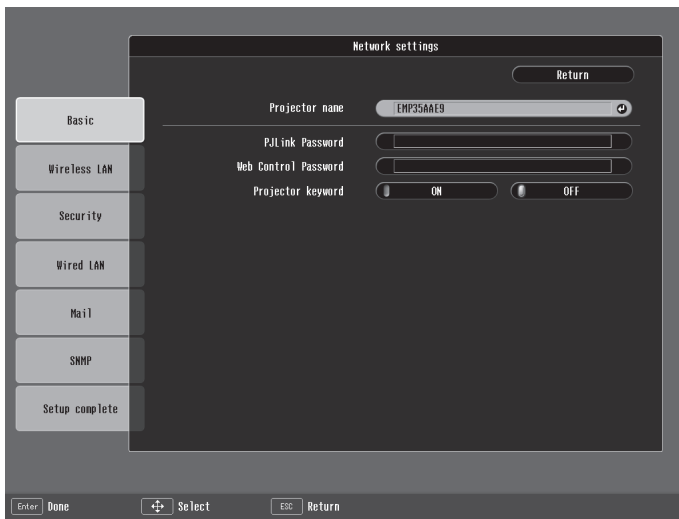 Network settings
Return
Projector name EMP35AAE9
Basic
PJLink Password
Web Control Password
Wireless LAN
Projector keyword ON OFF
Security
Wired LAN
Mail
SNMP
Setup complete
Enter Done Select ESC Return